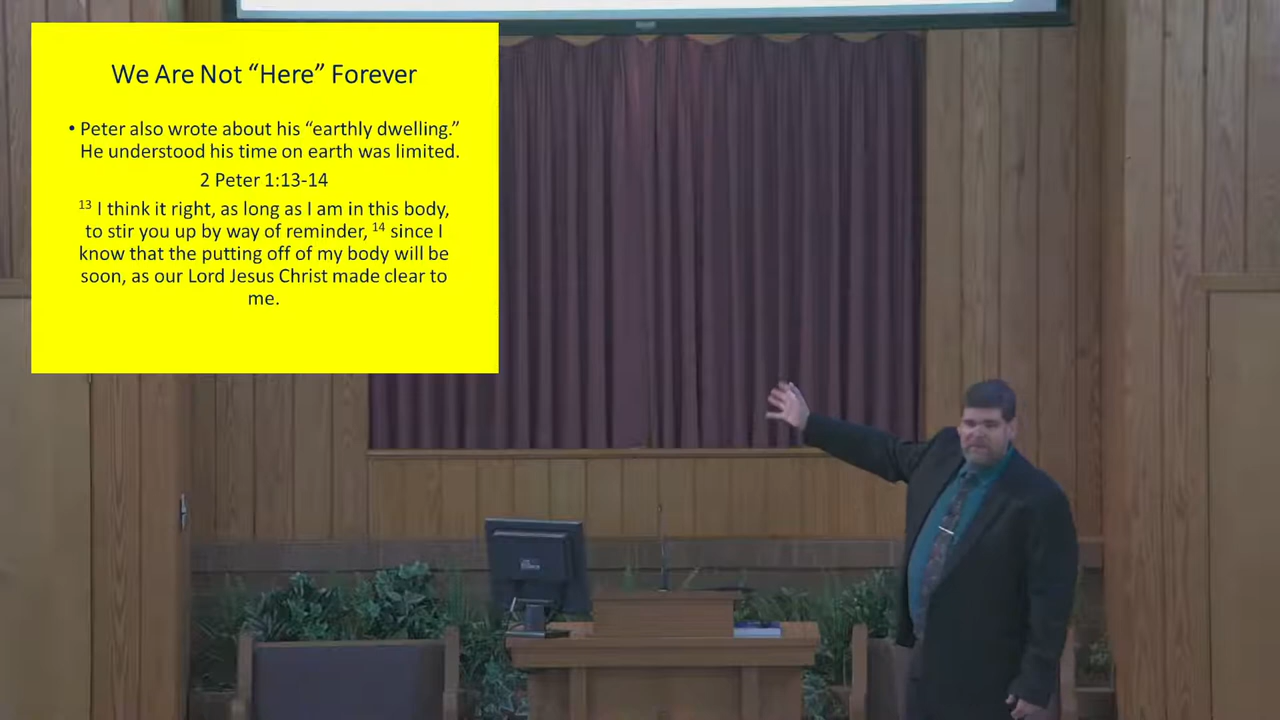 We Are Not “Here” Forever
• Peter also wrote about his “earthly dwelling.”
He understood his time on earth was limited.
2 Peter 1:13-14
¹³ I think it right, as long as I am in this body,
to stir you up by way of reminder, ¹⁴ since I
know that the putting off of my body will be
soon, as our Lord Jesus Christ made clear to
me.